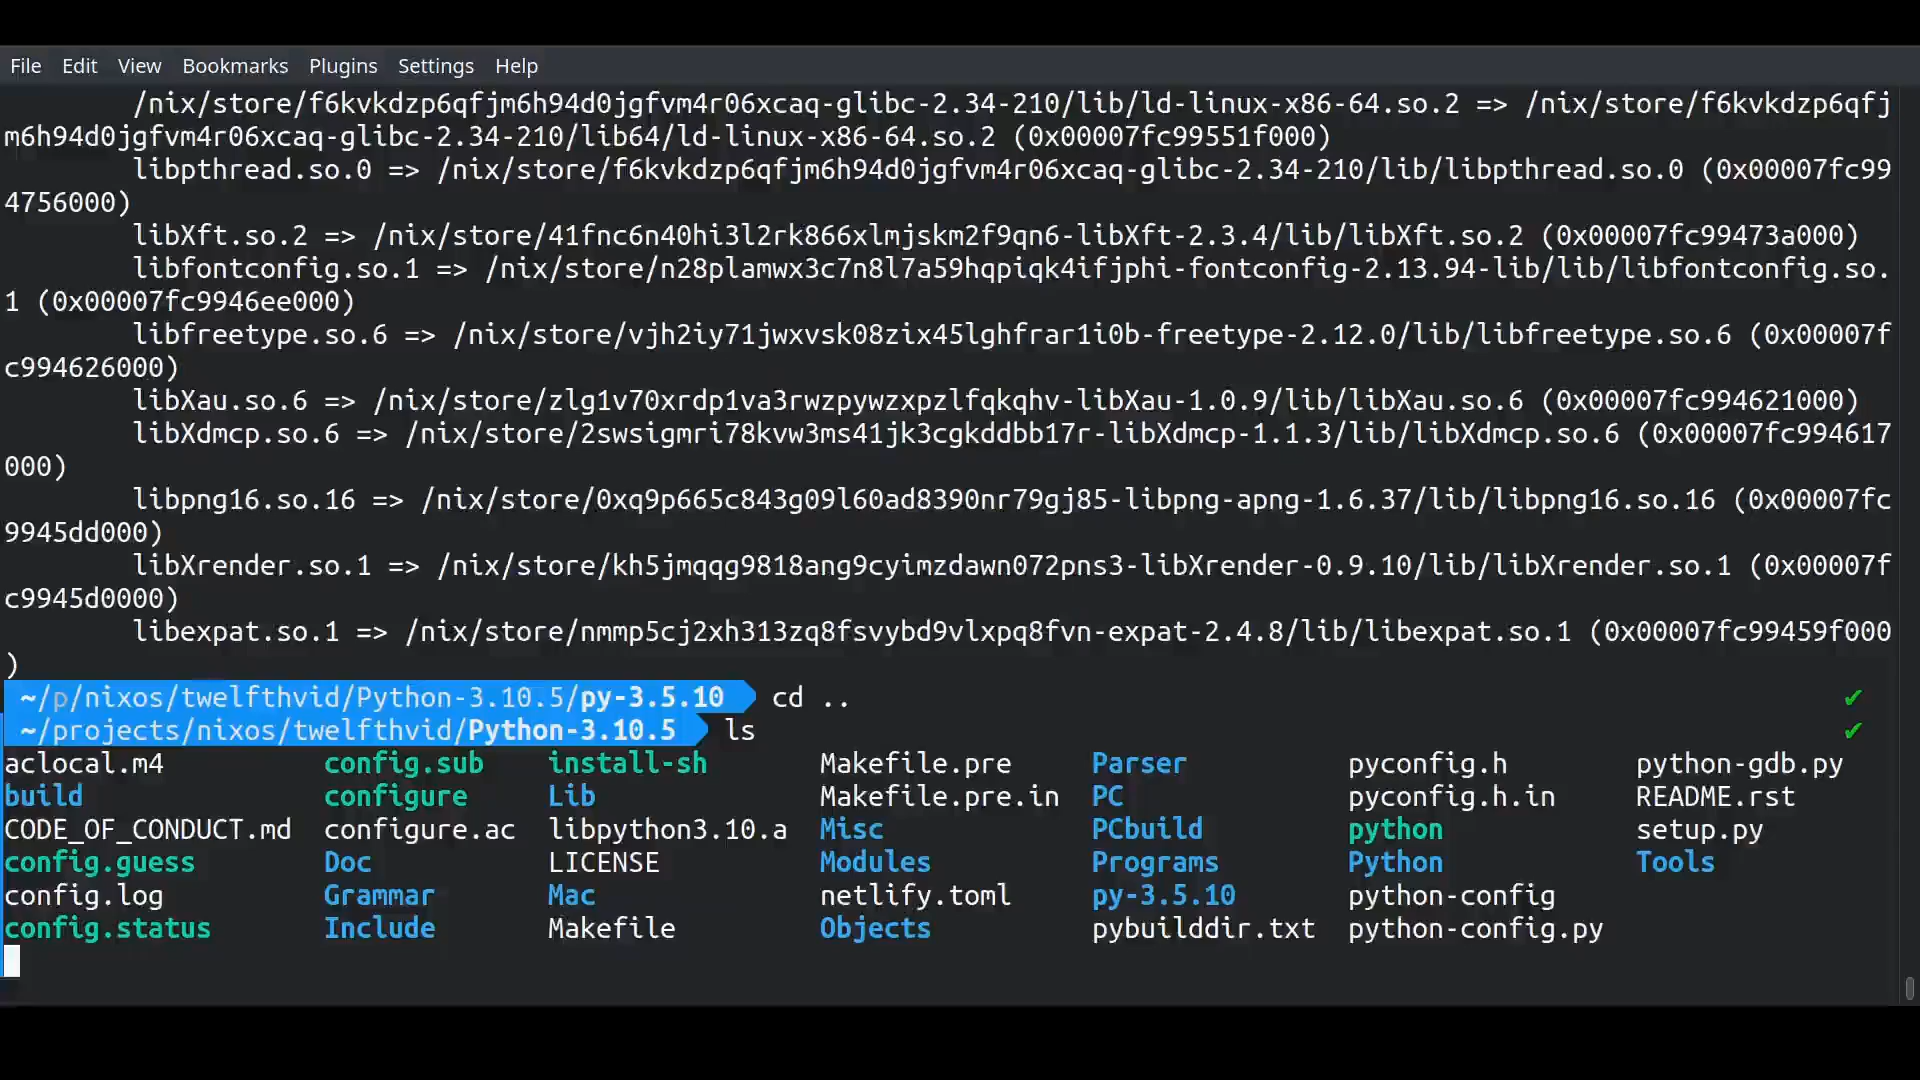 File Edit View Bookmarks Plugins Settings Help
/nix/store/f6kvkdzp6qfjm6h94d0jgfvm4r06xcaq-glibc-2.34-210/lib/ld-linux-x86-64.so.2 => /nix/store/f6kvkdzp6qfj
m6h94d0jgfvm4r06xcaq-glibc-2.34-210/lib64/ld-linux-x86-64.so.2 (0x00007fc99551f000)
libpthread.so.0 => /nix/store/f6kvkdzp6qfjm6h94d0jgfvm4r06xcaq-glibc-2.34-210/lib/libpthread.so.0 (0x00007fc99
4756000)
libXft.so.2 => /nix/store/41fnc6n40hi3l2rk866xlmjskm2f9qn6-libXft-2.3.4/lib/libXft.so.2 (0x00007fc99473a000)
libfontconfig.so.1 => /nix/store/n28plamwx3c7n8l7a59hqpiqk4ifjphi-fontconfig-2.13.94-lib/lib/libfontconfig.so.
1 (0x00007fc9946ee000)
libfreetype.so.6 => /nix/store/vjh2iy71jwxvsk08zix45lghfrar1i0b-freetype-2.12.0/lib/libfreetype.so.6 (0x00007f
c994626000)
libXau.so.6 => /nix/store/zlg1v70xrdp1va3rwzpywzxpzlfqkqhv-libXau-1.0.9/lib/libXau.so.6 (0x00007fc994621000)
libXdmcp.so.6 => /nix/store/2swsigmri78kvw3ms41jk3cgkddbb17r-libXdmcp-1.1.3/lib/libXdmcp.so.6 (0x00007fc994617
000)
libpng16.so.16 => /nix/store/0xq9p665c843g09l60ad8390nr79gj85-libpng-apng-1.6.37/lib/libpng16.so.16 (0x00007fc
9945dd000)
libXrender.so.1 => /nix/store/kh5jmqqg9818ang9cyimzdawn072pns3-libXrender-0.9.10/lib/libXrender.so.1 (0x00007f
c9945d0000)
libexpat.so.1 => /nix/store/nmmp5cj2xh313zq8fsvybd9vlxpq8fvn-expat-2.4.8/lib/libexpat.so.1 (0x00007fc99459f000
)
~/p/nixos/twelfthvid/Python-3.10.5/py-3.5.10 cd .. ✔
~/projects/nixos/twelfthvid/Python-3.10.5 ls ✔
aclocal.m4 config.sub install-sh Makefile.pre Parser pyconfig.h python-gdb.py
build configure Lib Makefile.pre.in PC pyconfig.h.in README.rst
CODE_OF_CONDUCT.md configure.ac libpython3.10.a Misc PCbuild python setup.py
config.guess Doc LICENSE Modules Programs Python Tools
config.log Grammar Mac netlify.toml py-3.5.10 python-config
config.status Include Makefile Objects pybuilddir.txt python-config.py